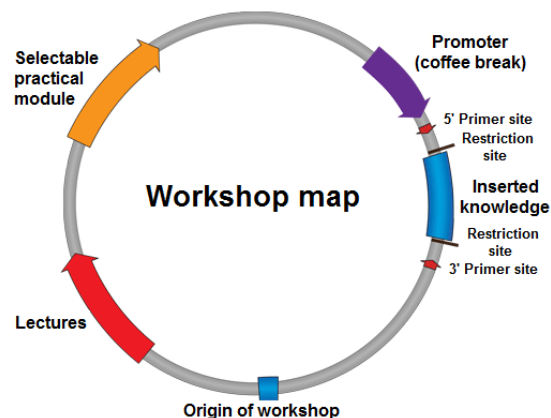 Promoter
(coffee break)
Selectable
practical
module
5' Primer site
Restriction
site
Workshop map
Inserted
knowledge
Restriction
site
3' Primer site
Lectures
Origin of workshop